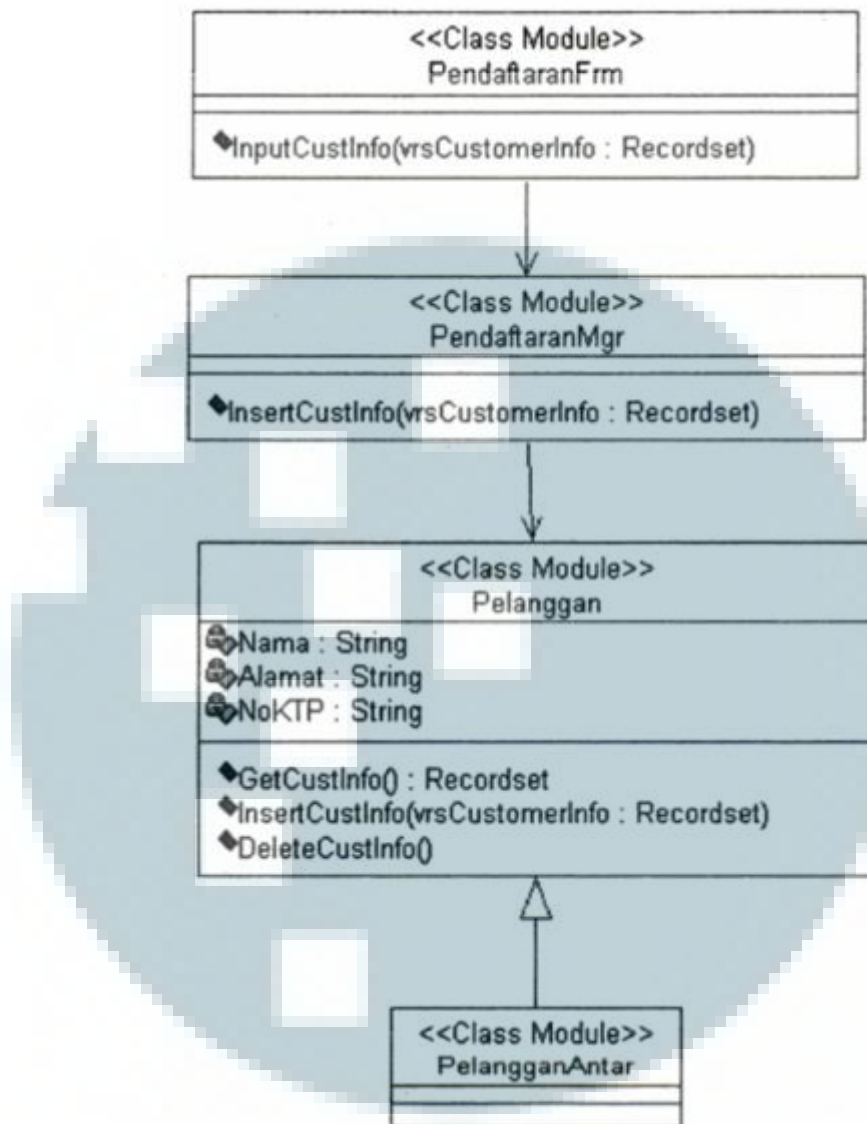 <<Class Module>>
PendaftaranFrm
InputCustInfo(vrsCustomerInfo : Recordset)
<<Class Module>>
PendaftaranMgr
InsertCustInfo(vrsCustomerInfo : Recordset)
<<Class Module>>
Pelanggan
Nama : String
Alamat : String
NoKTP : String
GetCustInfo() : Recordset
InsertCustInfo(vrsCustomerInfo : Recordset)
DeleteCustInfo()
<<Class Module>>
PelangganAntar